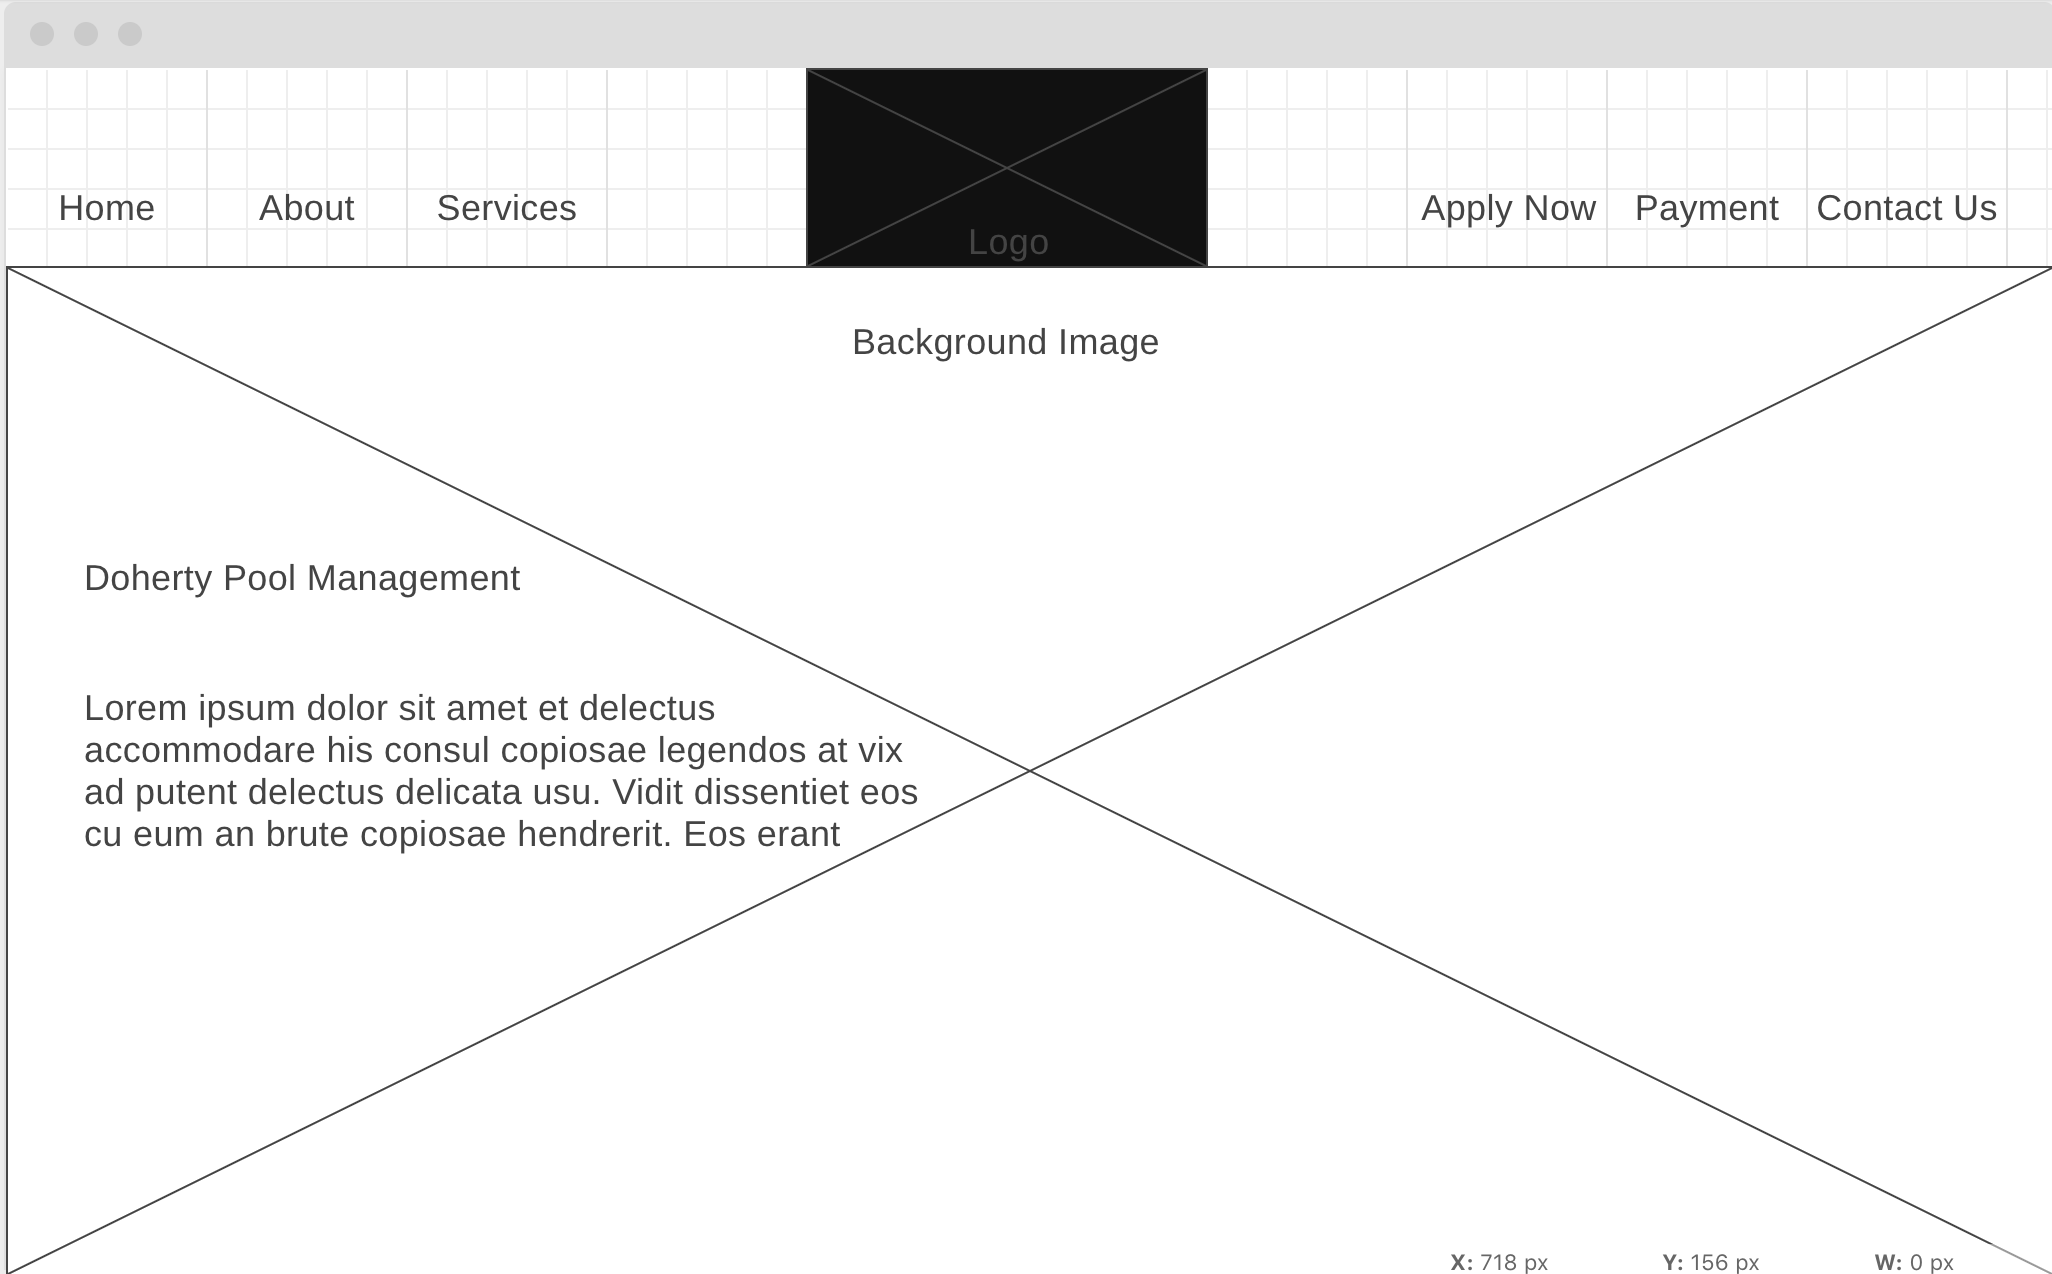 Home About Services Logo Apply Now Payment Contact Us
Background Image
Doherty Pool Management
Lorem ipsum dolor sit amet et delectus
accommodare his consul copiosae legendos at vix
ad putent delectus delicata usu. Vidit dissentiet eos
cu eum an brute copiosae hendrerit. Eos erant
X: 718 px Y: 156 px W: 0 px